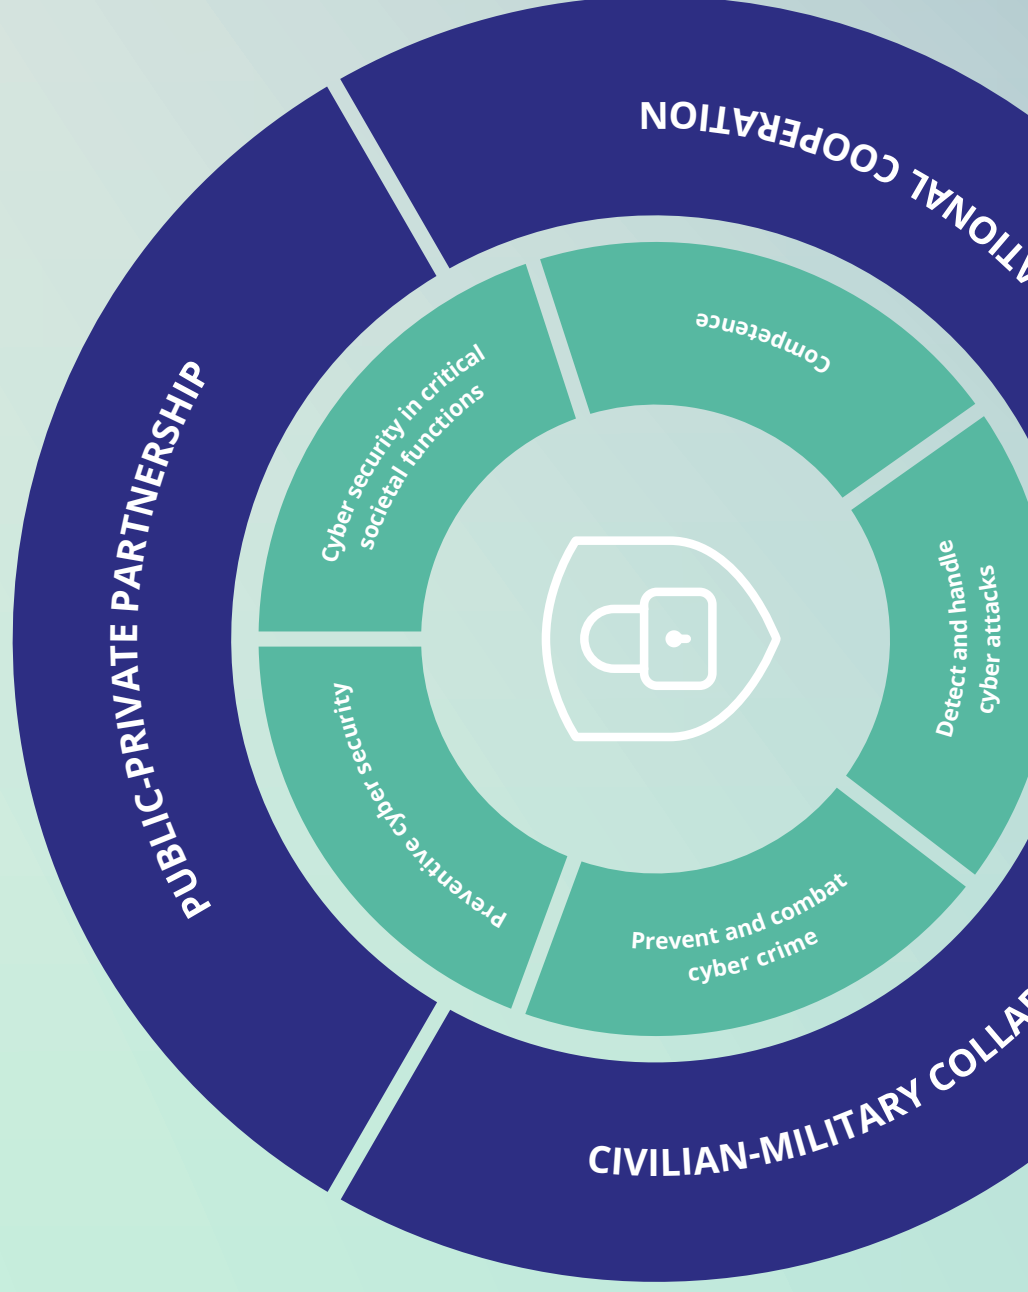 PUBLIC-PRIVATE PARTNERSHIP
ATIONAL COOPERATION
CIVILIAN-MILITARY COLLA
Cyber security in critical
societal functions
Competence
Detect and handle
cyber attacks
Prevent and combat
cyber crime
Preventive cyber security